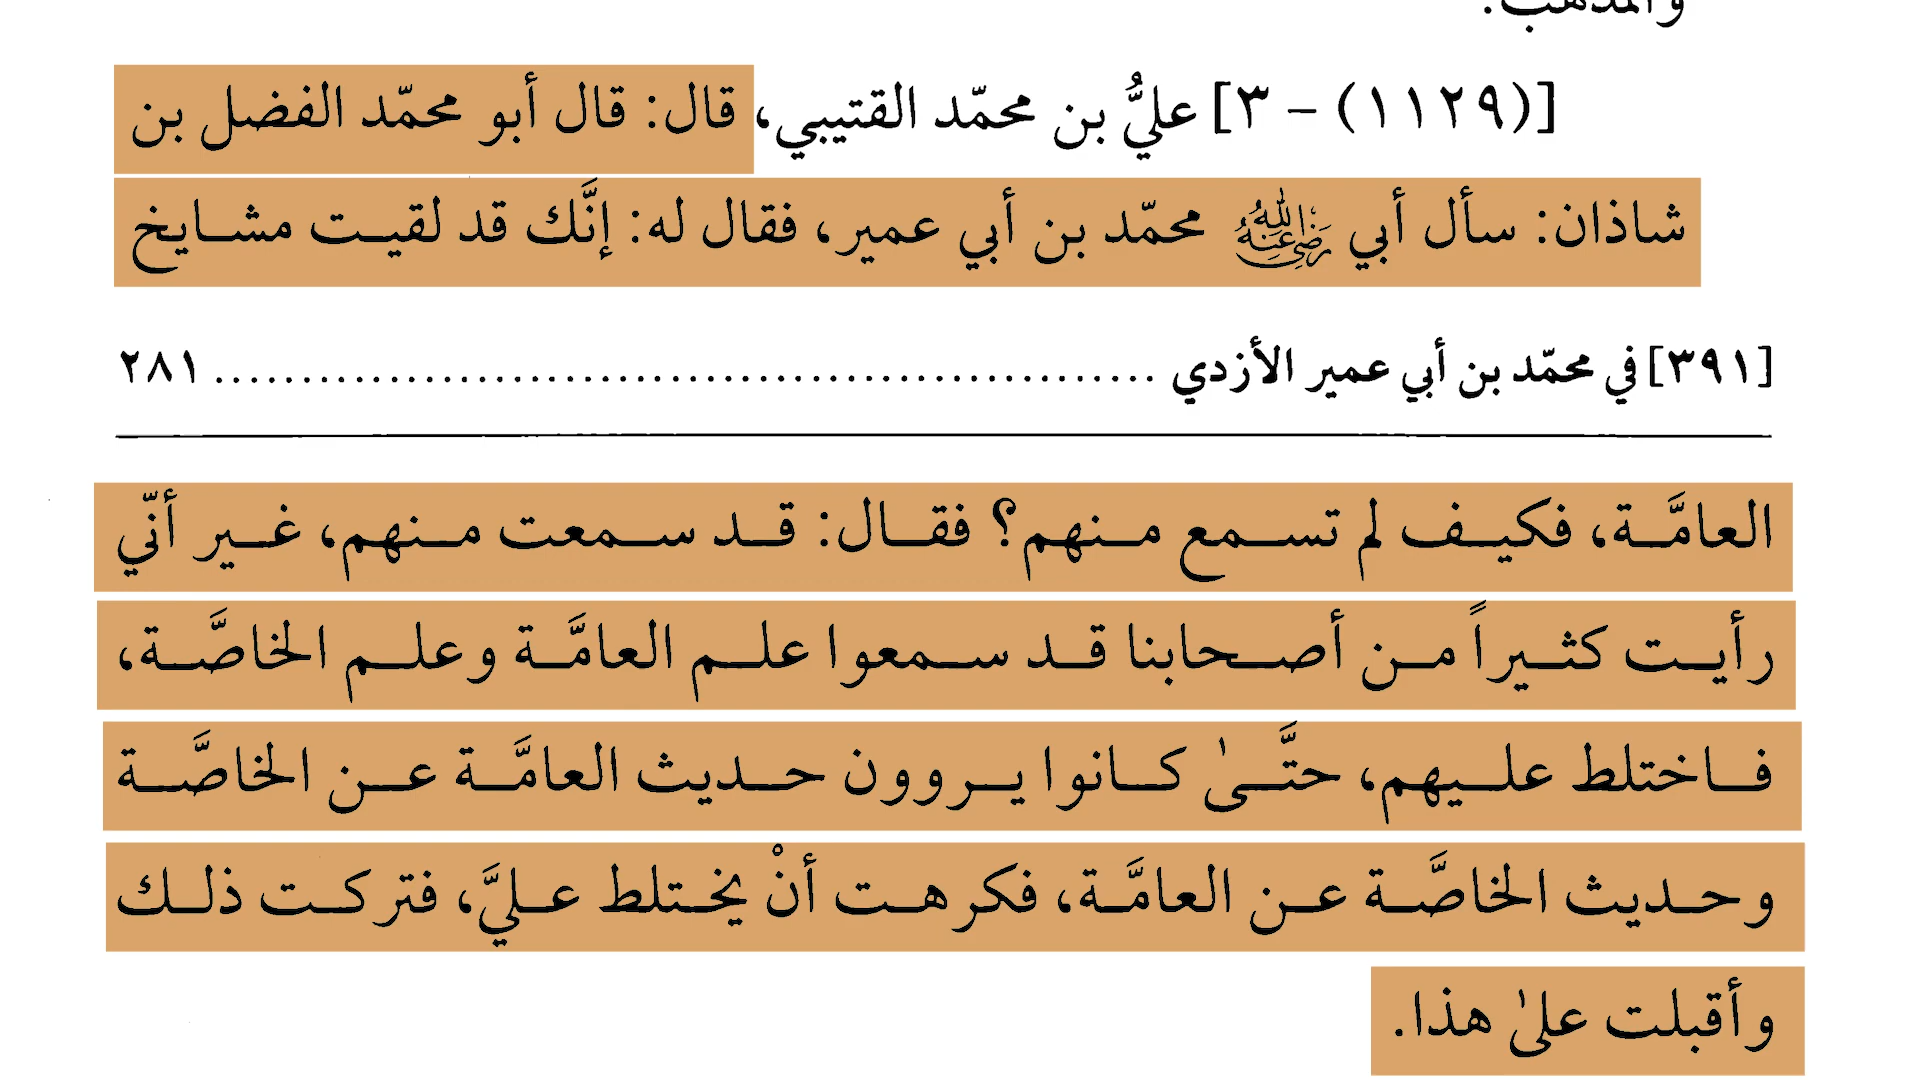 والمذهب.
[(١١٢٩) – ٣] عليُّ بن محمّد القتيبي، قال: قال أبو محمّد الفضل بن
شاذان: سأل أبي رضي الله عنه محمّد بن أبي عمير، فقال له: إنَّك قد لقيت مشايخ
[٣٩١] في محمّد بن أبي عمير الأزدي ...................................................... ٢٨١
العامَّة، فكيف لم تسمع منهم؟ فقال: قد سمعت منهم، غير أنّي
رأيت كثيراً من أصحابنا قد سمعوا علم العامَّة وعلم الخاصَّة،
فاختلط عليهم، حتَّىٰ كانوا يروون حديث العامَّة عن الخاصَّة
وحديث الخاصَّة عن العامَّة، فكرهت أنْ يختلط عليَّ، فتركت ذلك
وأقبلت علىٰ هذا.